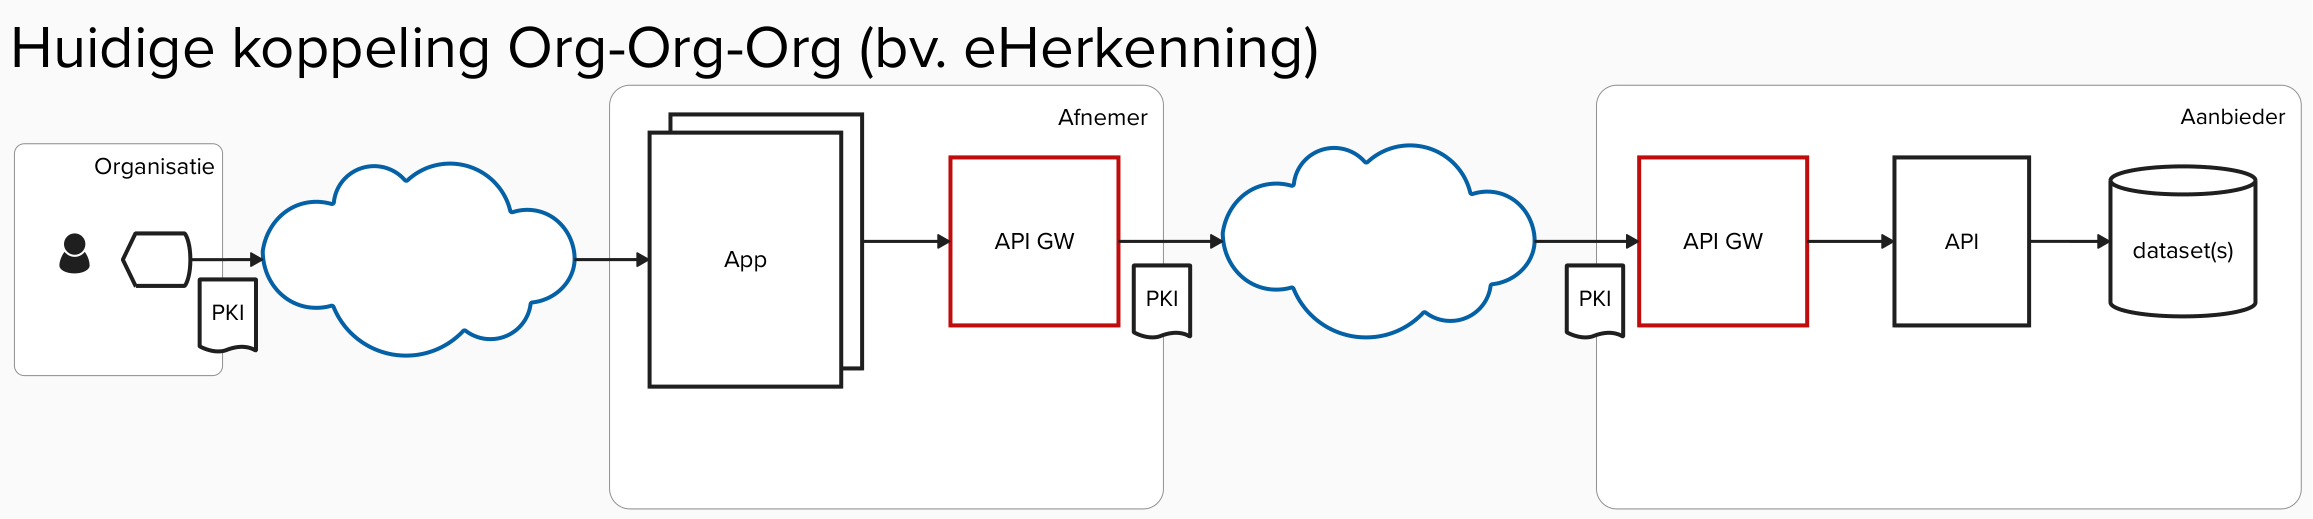 Huidige koppeling Org-Org-Org (bv. eHerkenning)
Organisatie
PKI
Afnemer
App
API GW
PKI
Aanbieder
PKI
API GW
API
dataset(s)